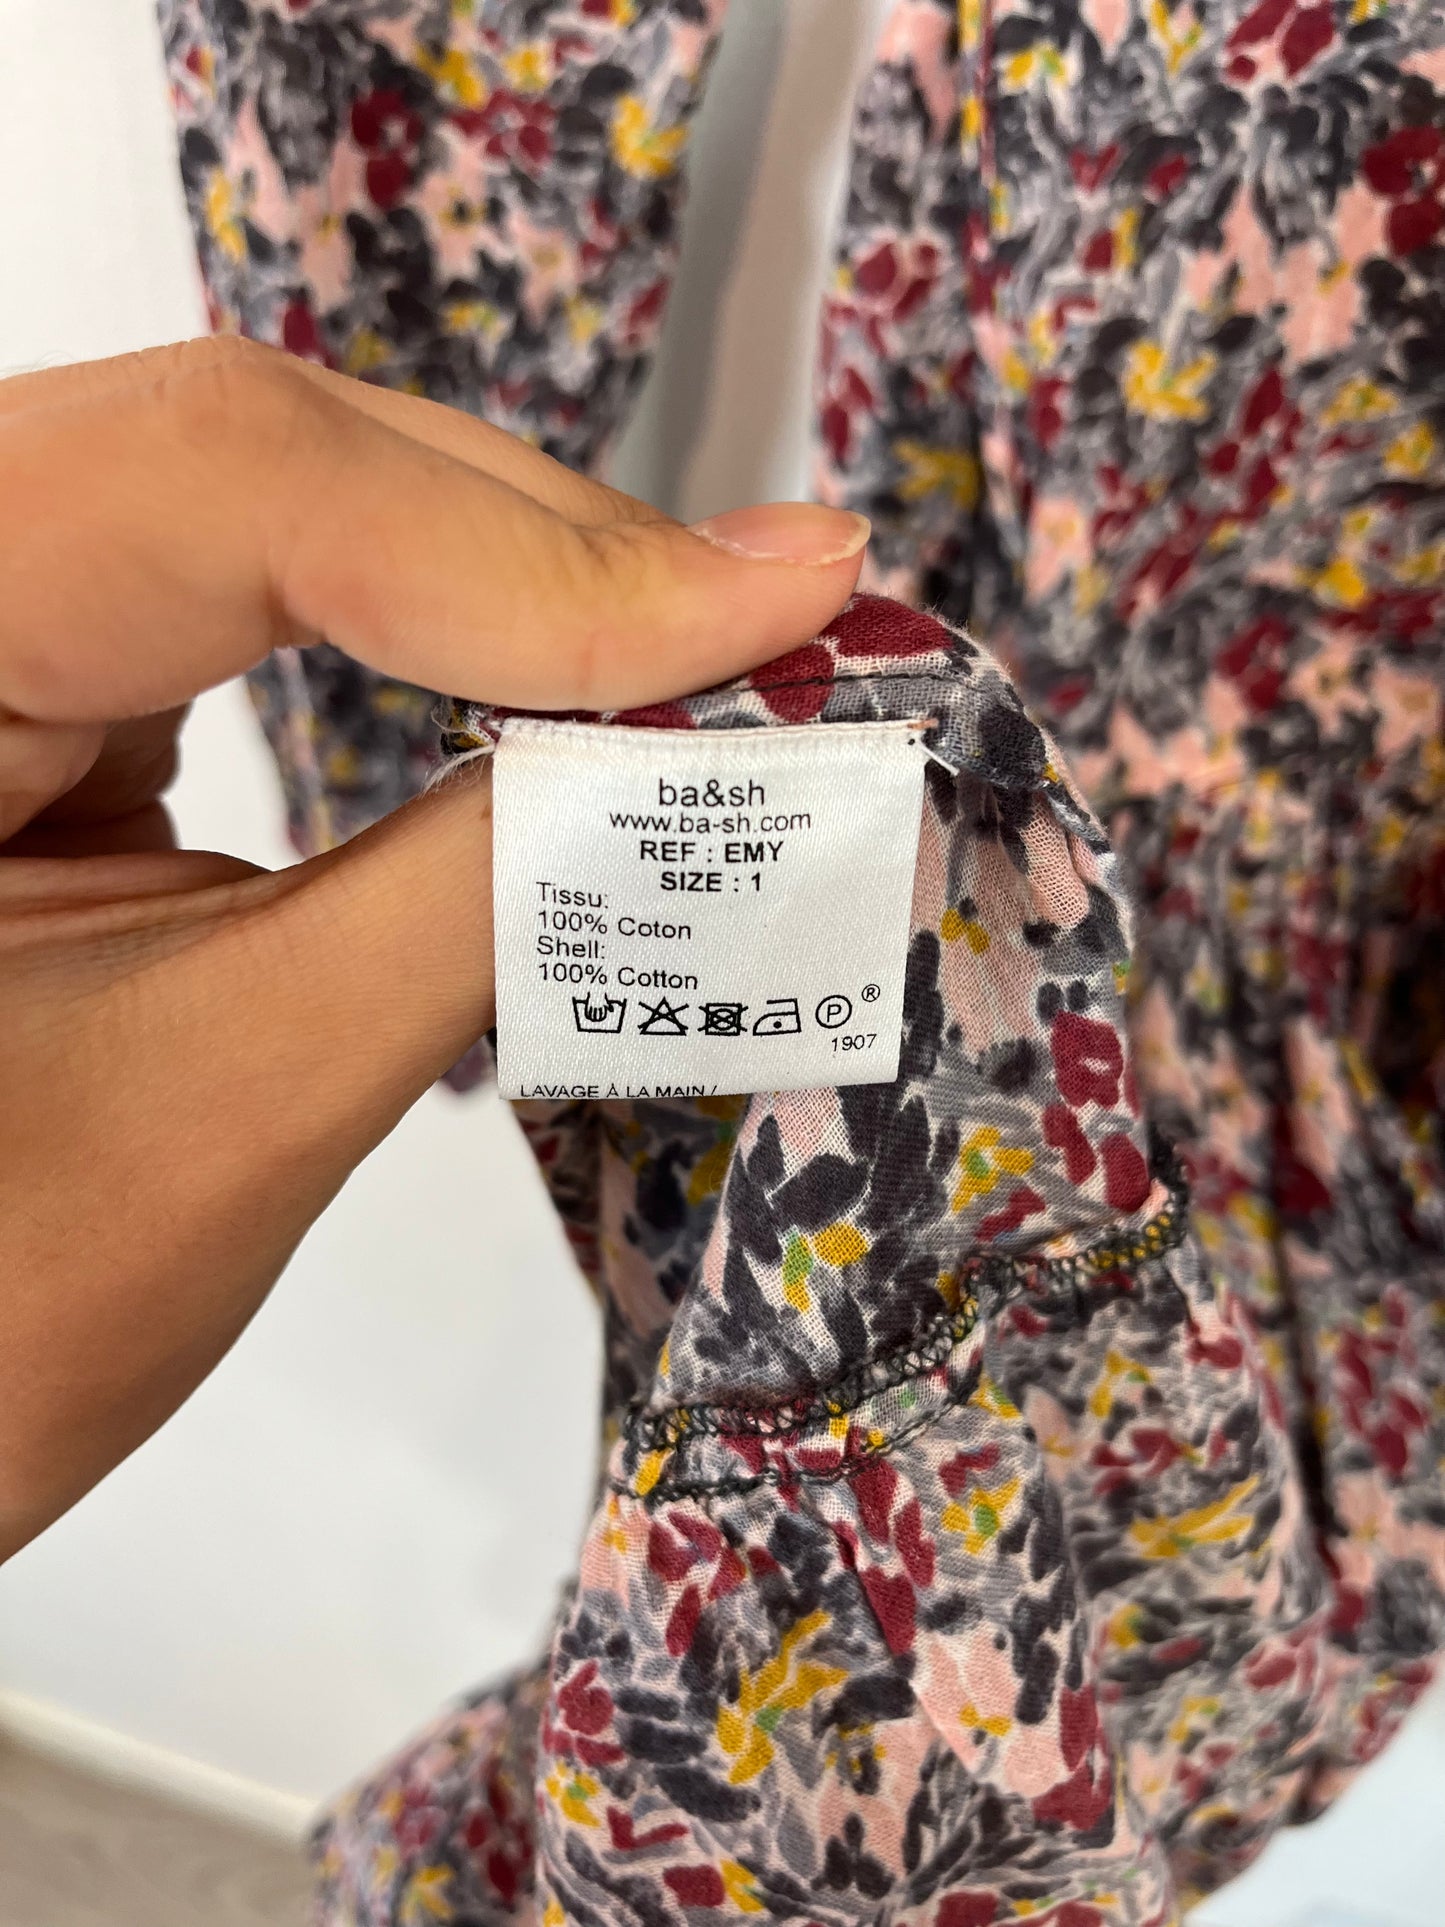 ba&sh
www.ba-sh.com
REF : EMY
SIZE : 1
Tissu:
100% Coton
Shell:
100% Cotton
P ®
1907
LAVAGE À LA MAIN /